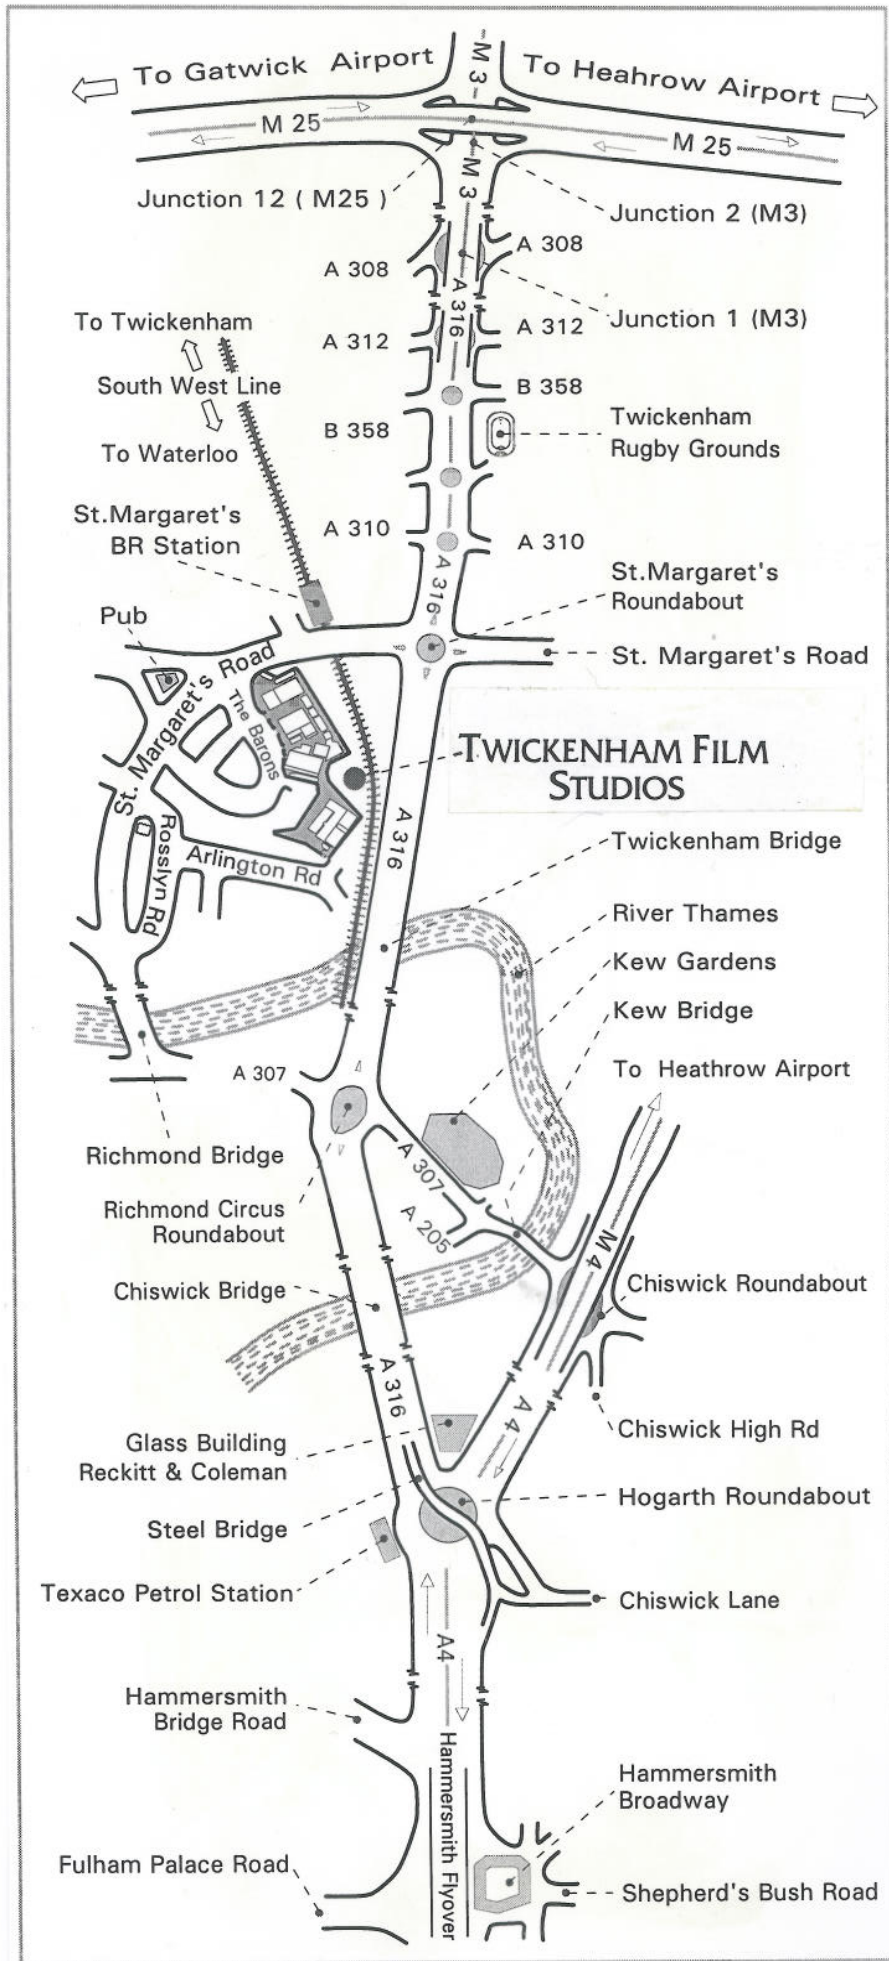 M 3
To Gatwick Airport
To Heahrow Airport
M 25
M 25
Junction 12 ( M25 )
M 3
Junction 2 (M3)
A 308
A 308
A 316
Junction 1 (M3)
To Twickenham
A 312
A 312
South West Line
B 358
To Waterloo
B 358
Twickenham
Rugby Grounds
St.Margaret's
BR Station
A 310
A 310
A 316
St.Margaret's
Roundabout
Pub
St. Margaret's Road
St. Margaret's Road
The Barons
TWICKENHAM FILM
STUDIOS
A 316
Rosslyn Rd
Arlington Rd
Twickenham Bridge
River Thames
Kew Gardens
Kew Bridge
To Heathrow Airport
A 307
Richmond Bridge
A 307
Richmond Circus
Roundabout
A 205
M 4
Chiswick Bridge
Chiswick Roundabout
A 316
A 4
Chiswick High Rd
Glass Building
Reckitt & Coleman
Hogarth Roundabout
Steel Bridge
Texaco Petrol Station
Chiswick Lane
A4
Hammersmith
Bridge Road
Hammersmith Flyover
Hammersmith
Broadway
Fulham Palace Road
Shepherd's Bush Road